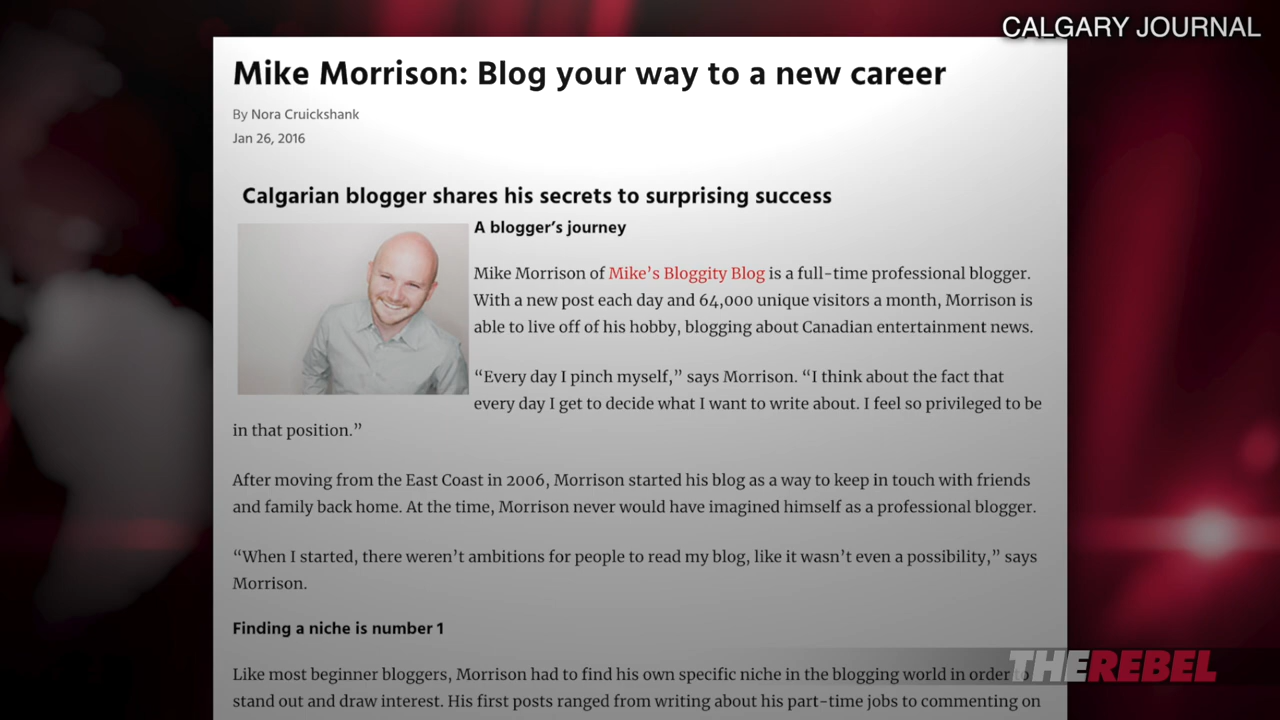 CALGARY JOURNAL
Mike Morrison: Blog your way to a new career
By Nora Cruickshank
Jan 26, 2016
Calgarian blogger shares his secrets to surprising success
A blogger’s journey
Mike Morrison of Mike’s Bloggity Blog is a full-time professional blogger.
With a new post each day and 64,000 unique visitors a month, Morrison is
able to live off of his hobby, blogging about Canadian entertainment news.
“Every day I pinch myself,” says Morrison. “I think about the fact that
every day I get to decide what I want to write about. I feel so privileged to be
in that position.”
After moving from the East Coast in 2006, Morrison started his blog as a way to keep in touch with friends
and family back home. At the time, Morrison never would have imagined himself as a professional blogger.
“When I started, there weren’t ambitions for people to read my blog, like it wasn’t even a possibility,” says
Morrison.
Finding a niche is number 1
Like most beginner bloggers, Morrison had to find his own specific niche in the blogging world in order to
stand out and draw interest. His first posts ranged from writing about his part-time jobs to commenting on
THEREBEL